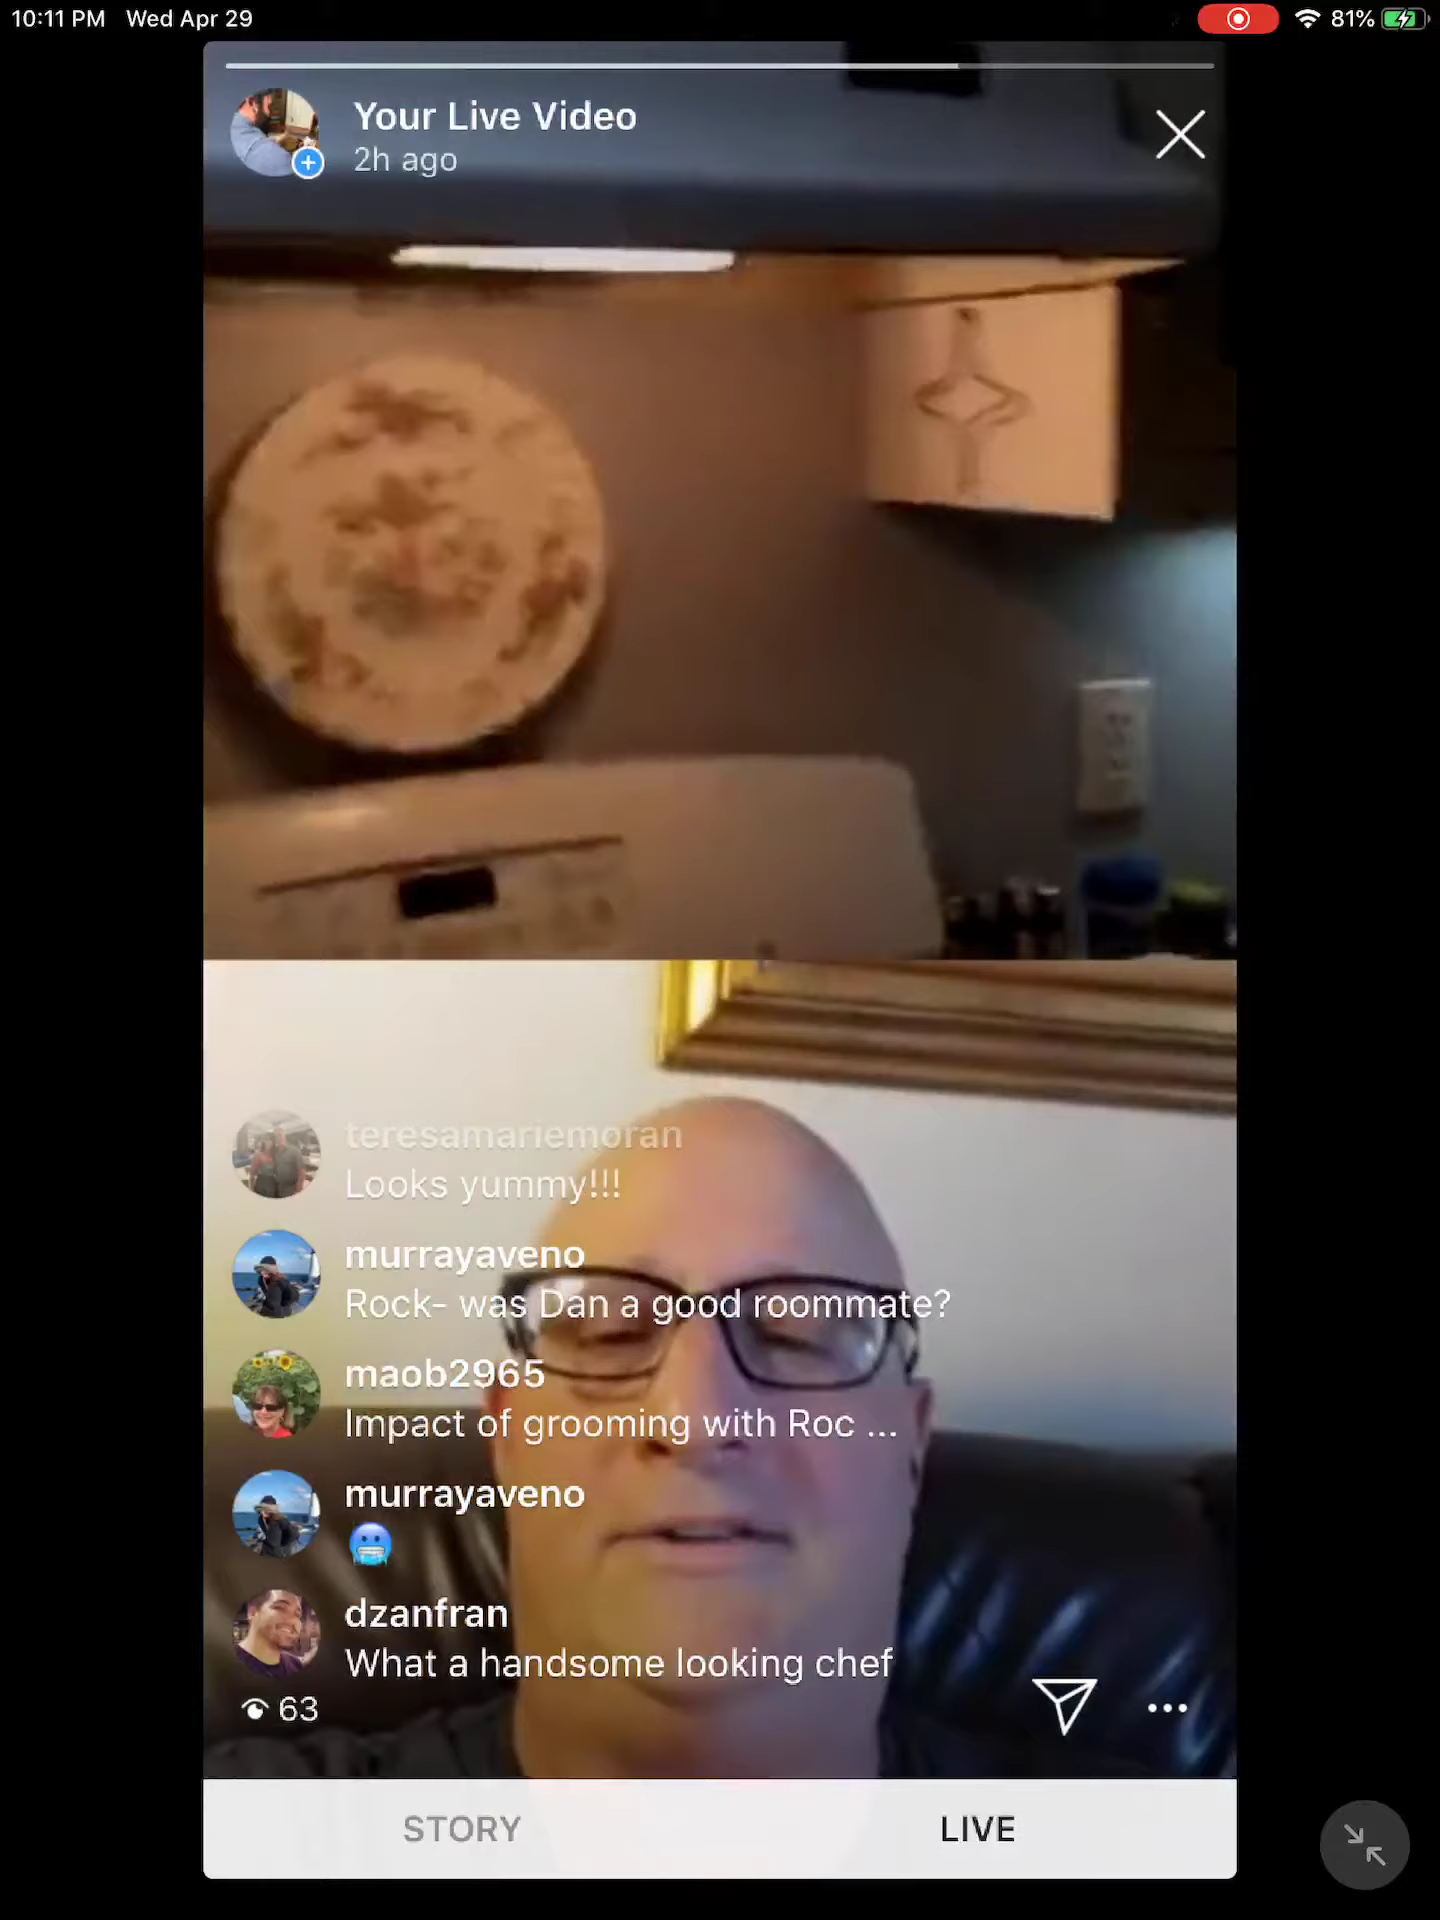 10:11 PM Wed Apr 29
81%
Your Live Video
2h ago
teresamariemoran
Looks yummy!!!
murrayaveno
Rock- was Dan a good roommate?
maob2965
Impact of grooming with Roc ...
murrayaveno
🥶
dzanfran
What a handsome looking chef
63
STORY
LIVE